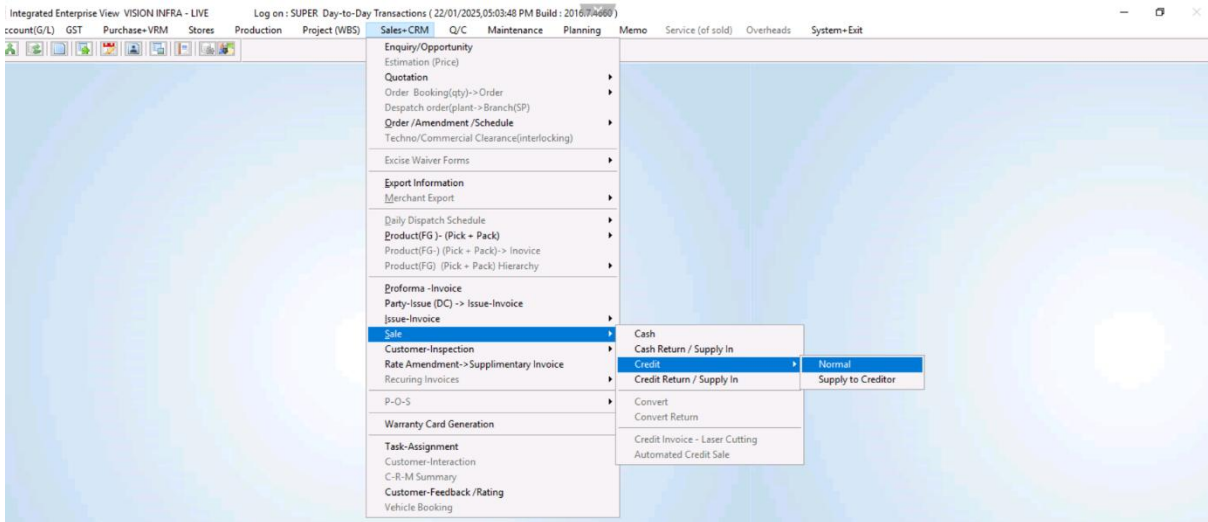 Integrated Enterprise View VISION INFRA - LIVE Log on : SUPER Day-to-Day Transactions ( 22/01/2025,05:03:48 PM Build : 2016.7.4660 )
ccount(G/L) GST Purchase+VRM Stores Production Project (WBS) Sales+CRM Q/C Maintenance Planning Memo Service (of sold) Overheads System+Exit
Enquiry/Opportunity
Estimation (Price)
Quotation
Order Booking(qty)->Order
Despatch order(plant->Branch(SP)
Order /Amendment /Schedule
Techno/Commercial Clearance(interlocking)
Excise Waiver Forms
Export Information
Merchant Export
Daily Dispatch Schedule
Product(FG )- (Pick + Pack)
Product(FG-) (Pick + Pack)-> Inovice
Product(FG) (Pick + Pack) Hierarchy
Proforma -Invoice
Party-Issue (DC) -> Issue-Invoice
Issue-Invoice
Sale
Customer-Inspection
Rate Amendment->Supplimentary Invoice
Recuring Invoices
P-O-S
Warranty Card Generation
Task-Assignment
Customer-Interaction
C-R-M Summary
Customer-Feedback /Rating
Vehicle Booking
Cash
Cash Return / Supply In
Credit
Credit Return / Supply In
Convert
Convert Return
Credit Invoice - Laser Cutting
Automated Credit Sale
Normal
Supply to Creditor